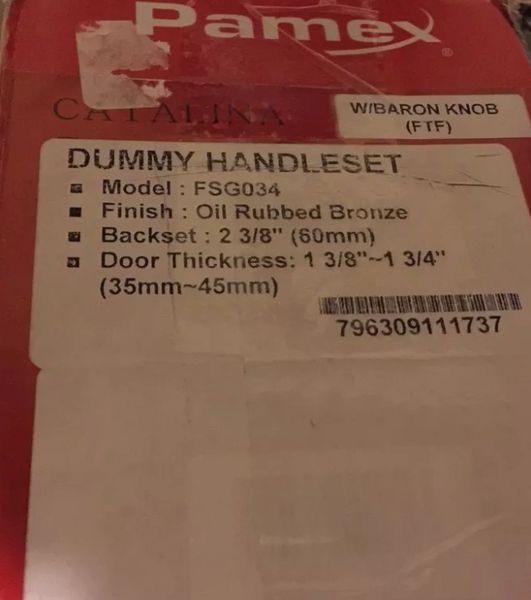 Pamex®
CATALINA
W/BARON KNOB
(FTF)
DUMMY HANDLESET
Model : FSG034
Finish : Oil Rubbed Bronze
Backset : 2 3/8" (60mm)
Door Thickness: 1 3/8"~1 3/4"
(35mm~45mm)
796309111737